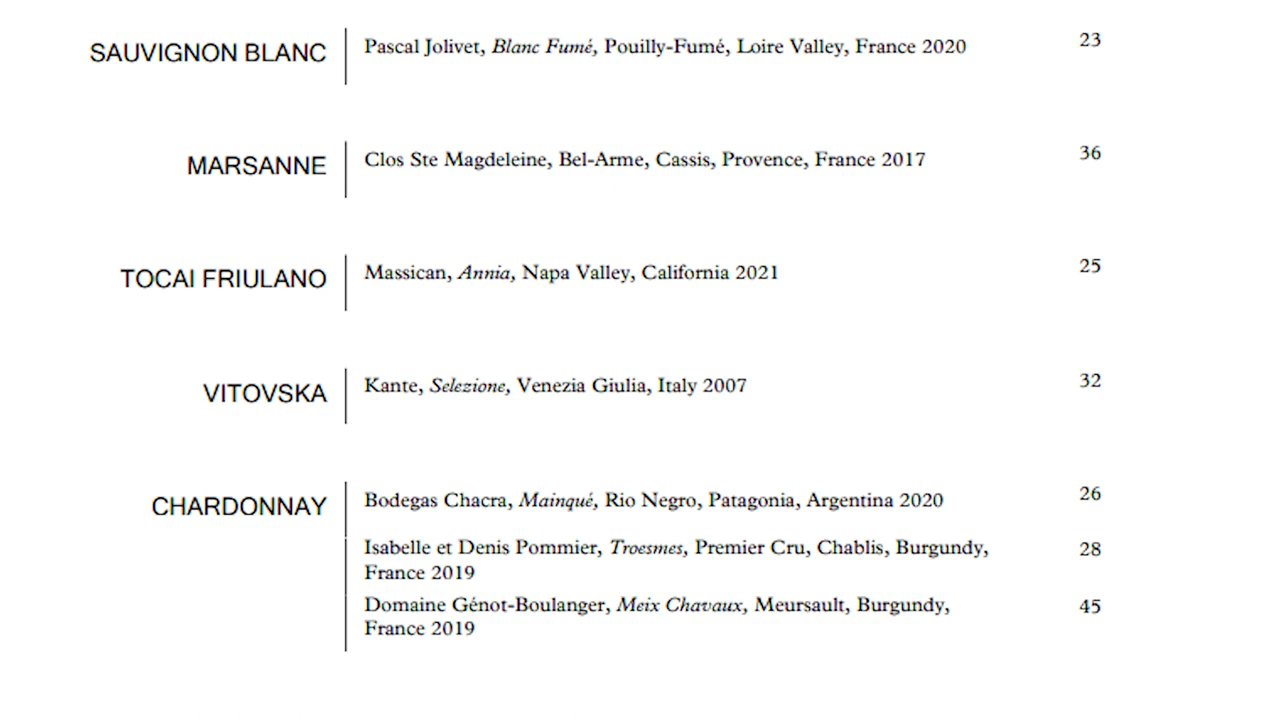 SAUVIGNON BLANC
Pascal Jolivet, Blanc Fumé, Pouilly-Fumé, Loire Valley, France 2020
23
MARSANNE
Clos Ste Magdeleine, Bel-Arme, Cassis, Provence, France 2017
36
TOCAI FRIULANO
Massican, Annia, Napa Valley, California 2021
25
VITOVSKA
Kante, Selezione, Venezia Giulia, Italy 2007
32
CHARDONNAY
Bodegas Chacra, Mainqué, Rio Negro, Patagonia, Argentina 2020
26
Isabelle et Denis Pommier, Troesmes, Premier Cru, Chablis, Burgundy,
France 2019
28
Domaine Génot-Boulanger, Meix Chavaux, Meursault, Burgundy,
France 2019
45